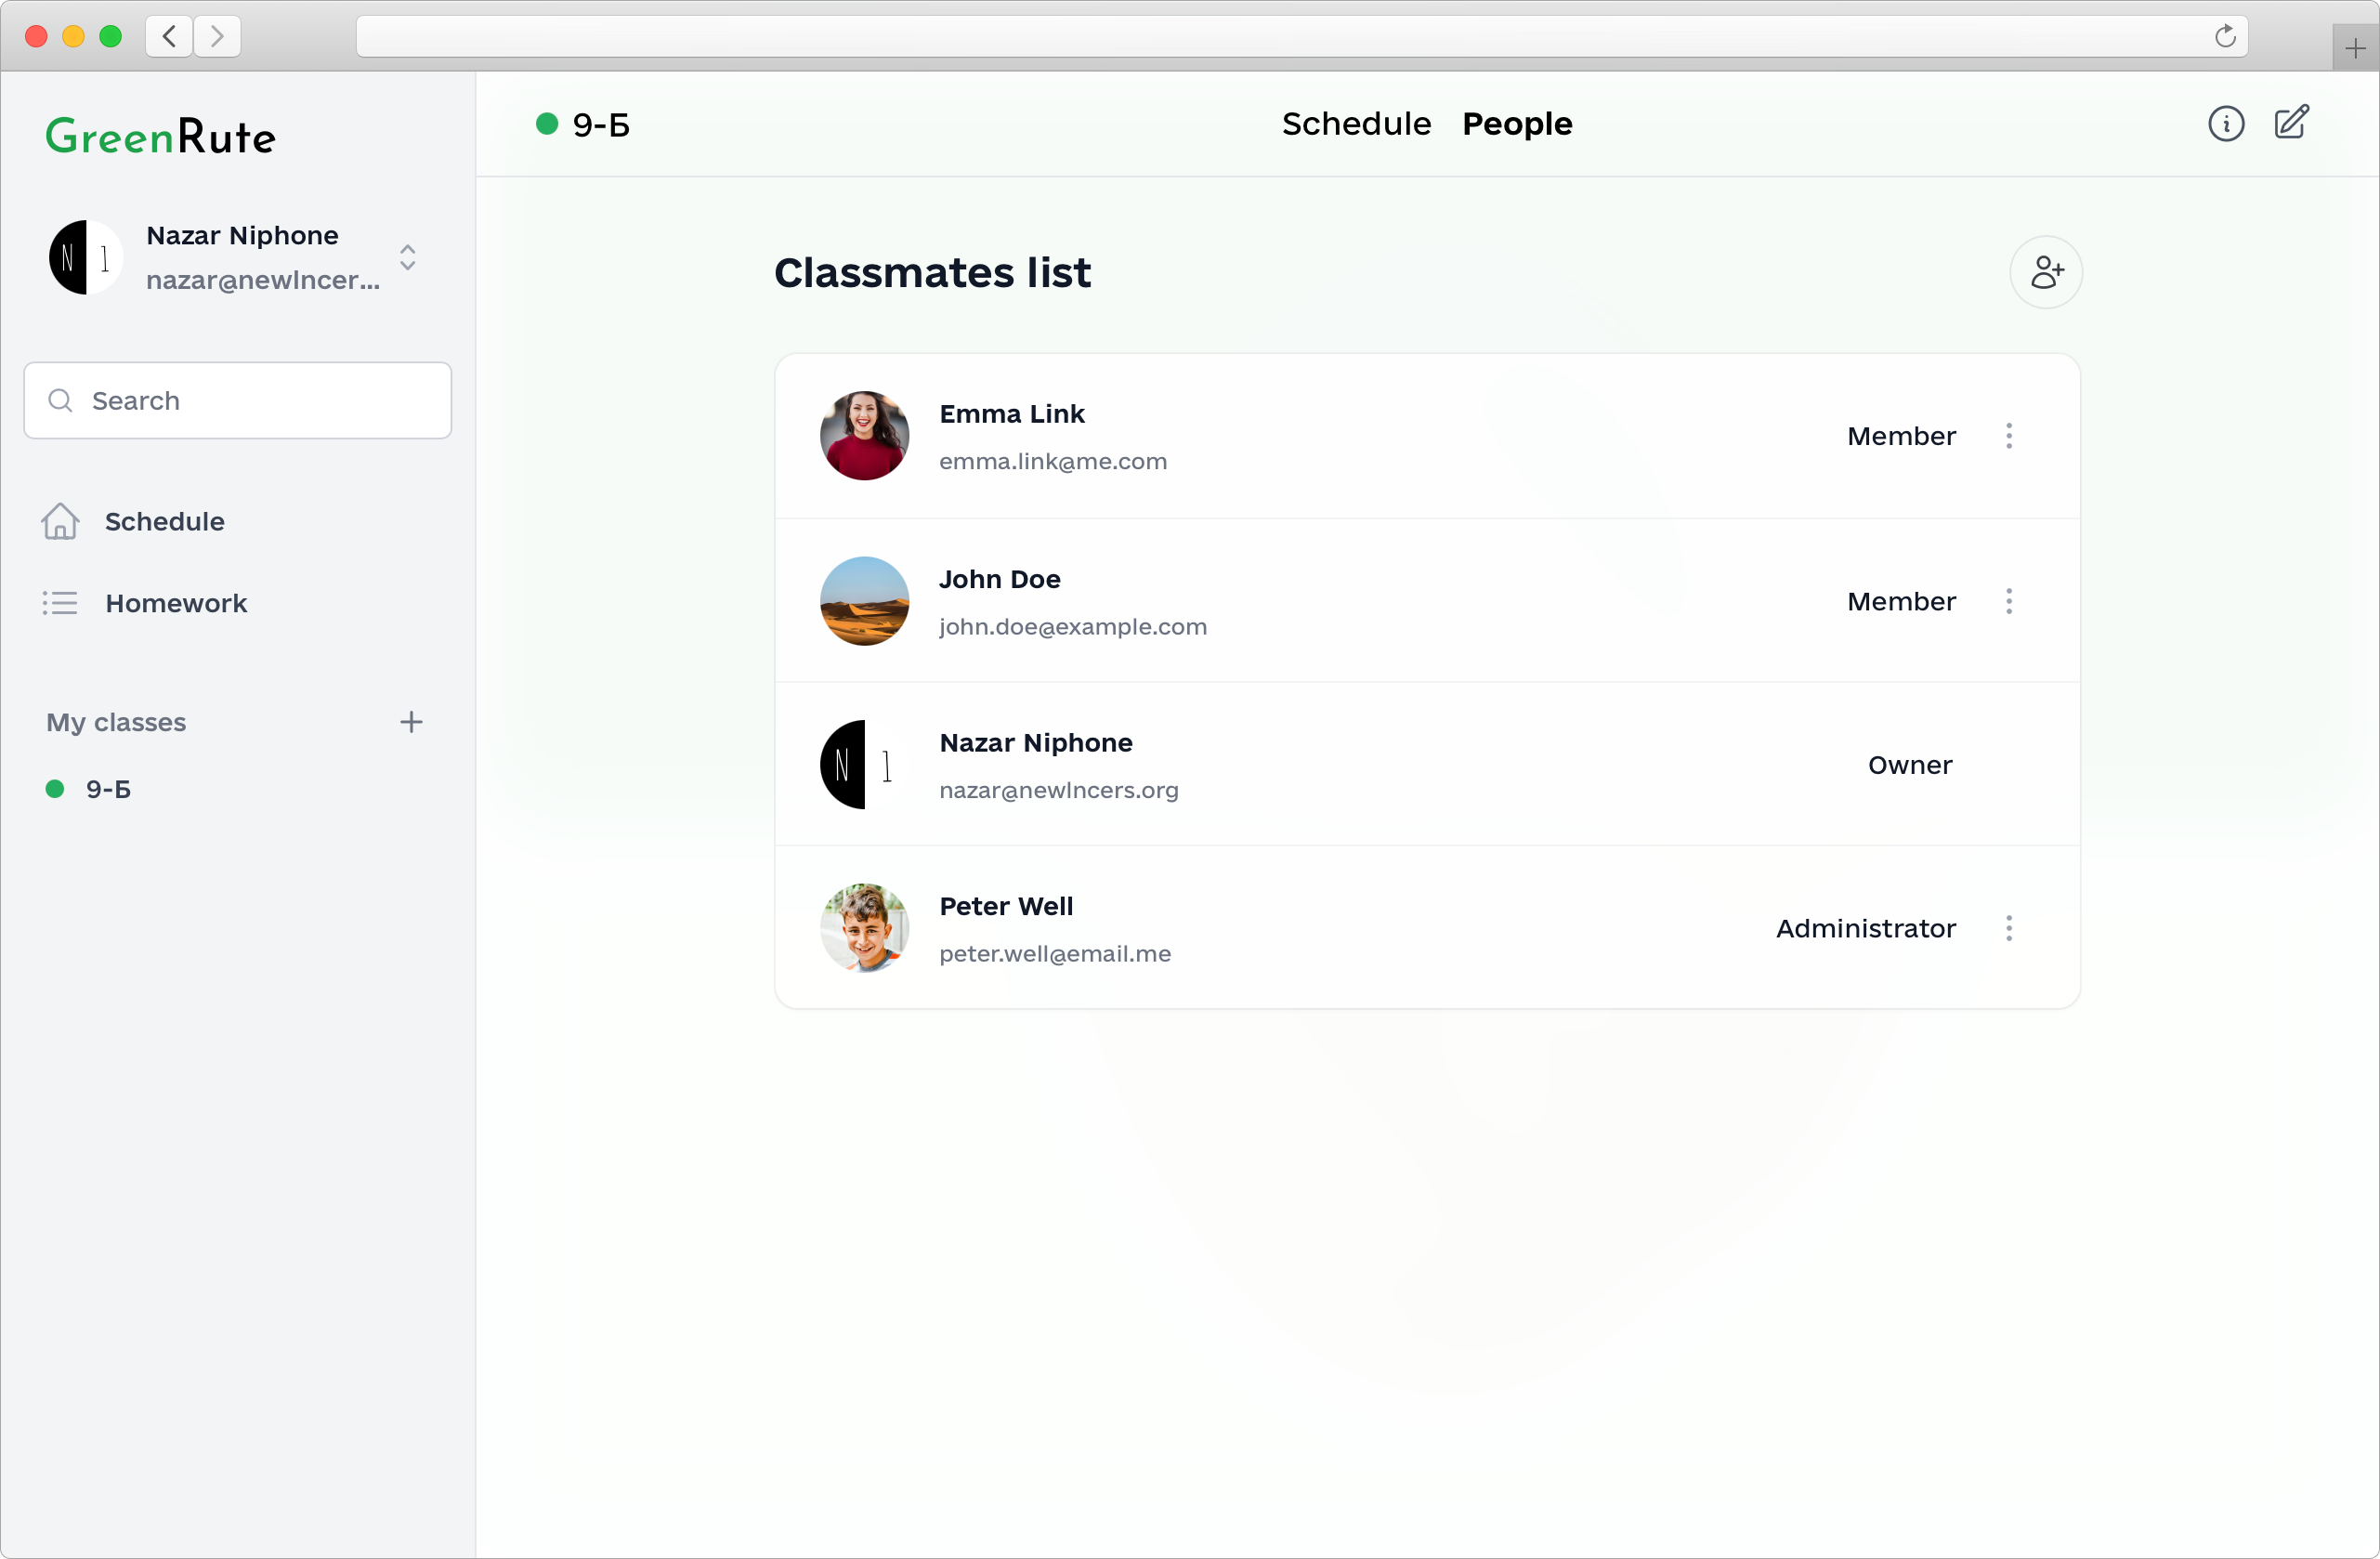 GreenRute
Nazar Niphone
nazar@newlncer...
Search
Schedule
Homework
My classes
9-Б
9-Б
Schedule People
Classmates list
Emma Link
emma.link@me.com
Member
John Doe
john.doe@example.com
Member
N 1
Nazar Niphone
nazar@newlncers.org
Owner
Peter Well
peter.well@email.me
Administrator